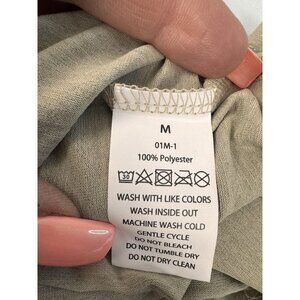 M
01M-1
100% Polyester
30
WASH WITH LIKE COLORS
WASH INSIDE OUT
MACHINE WASH COLD
GENTLE CYCLE
DO NOT BLEACH
DO NOT TUMBLE DRY
DO NOT DRY CLEAN